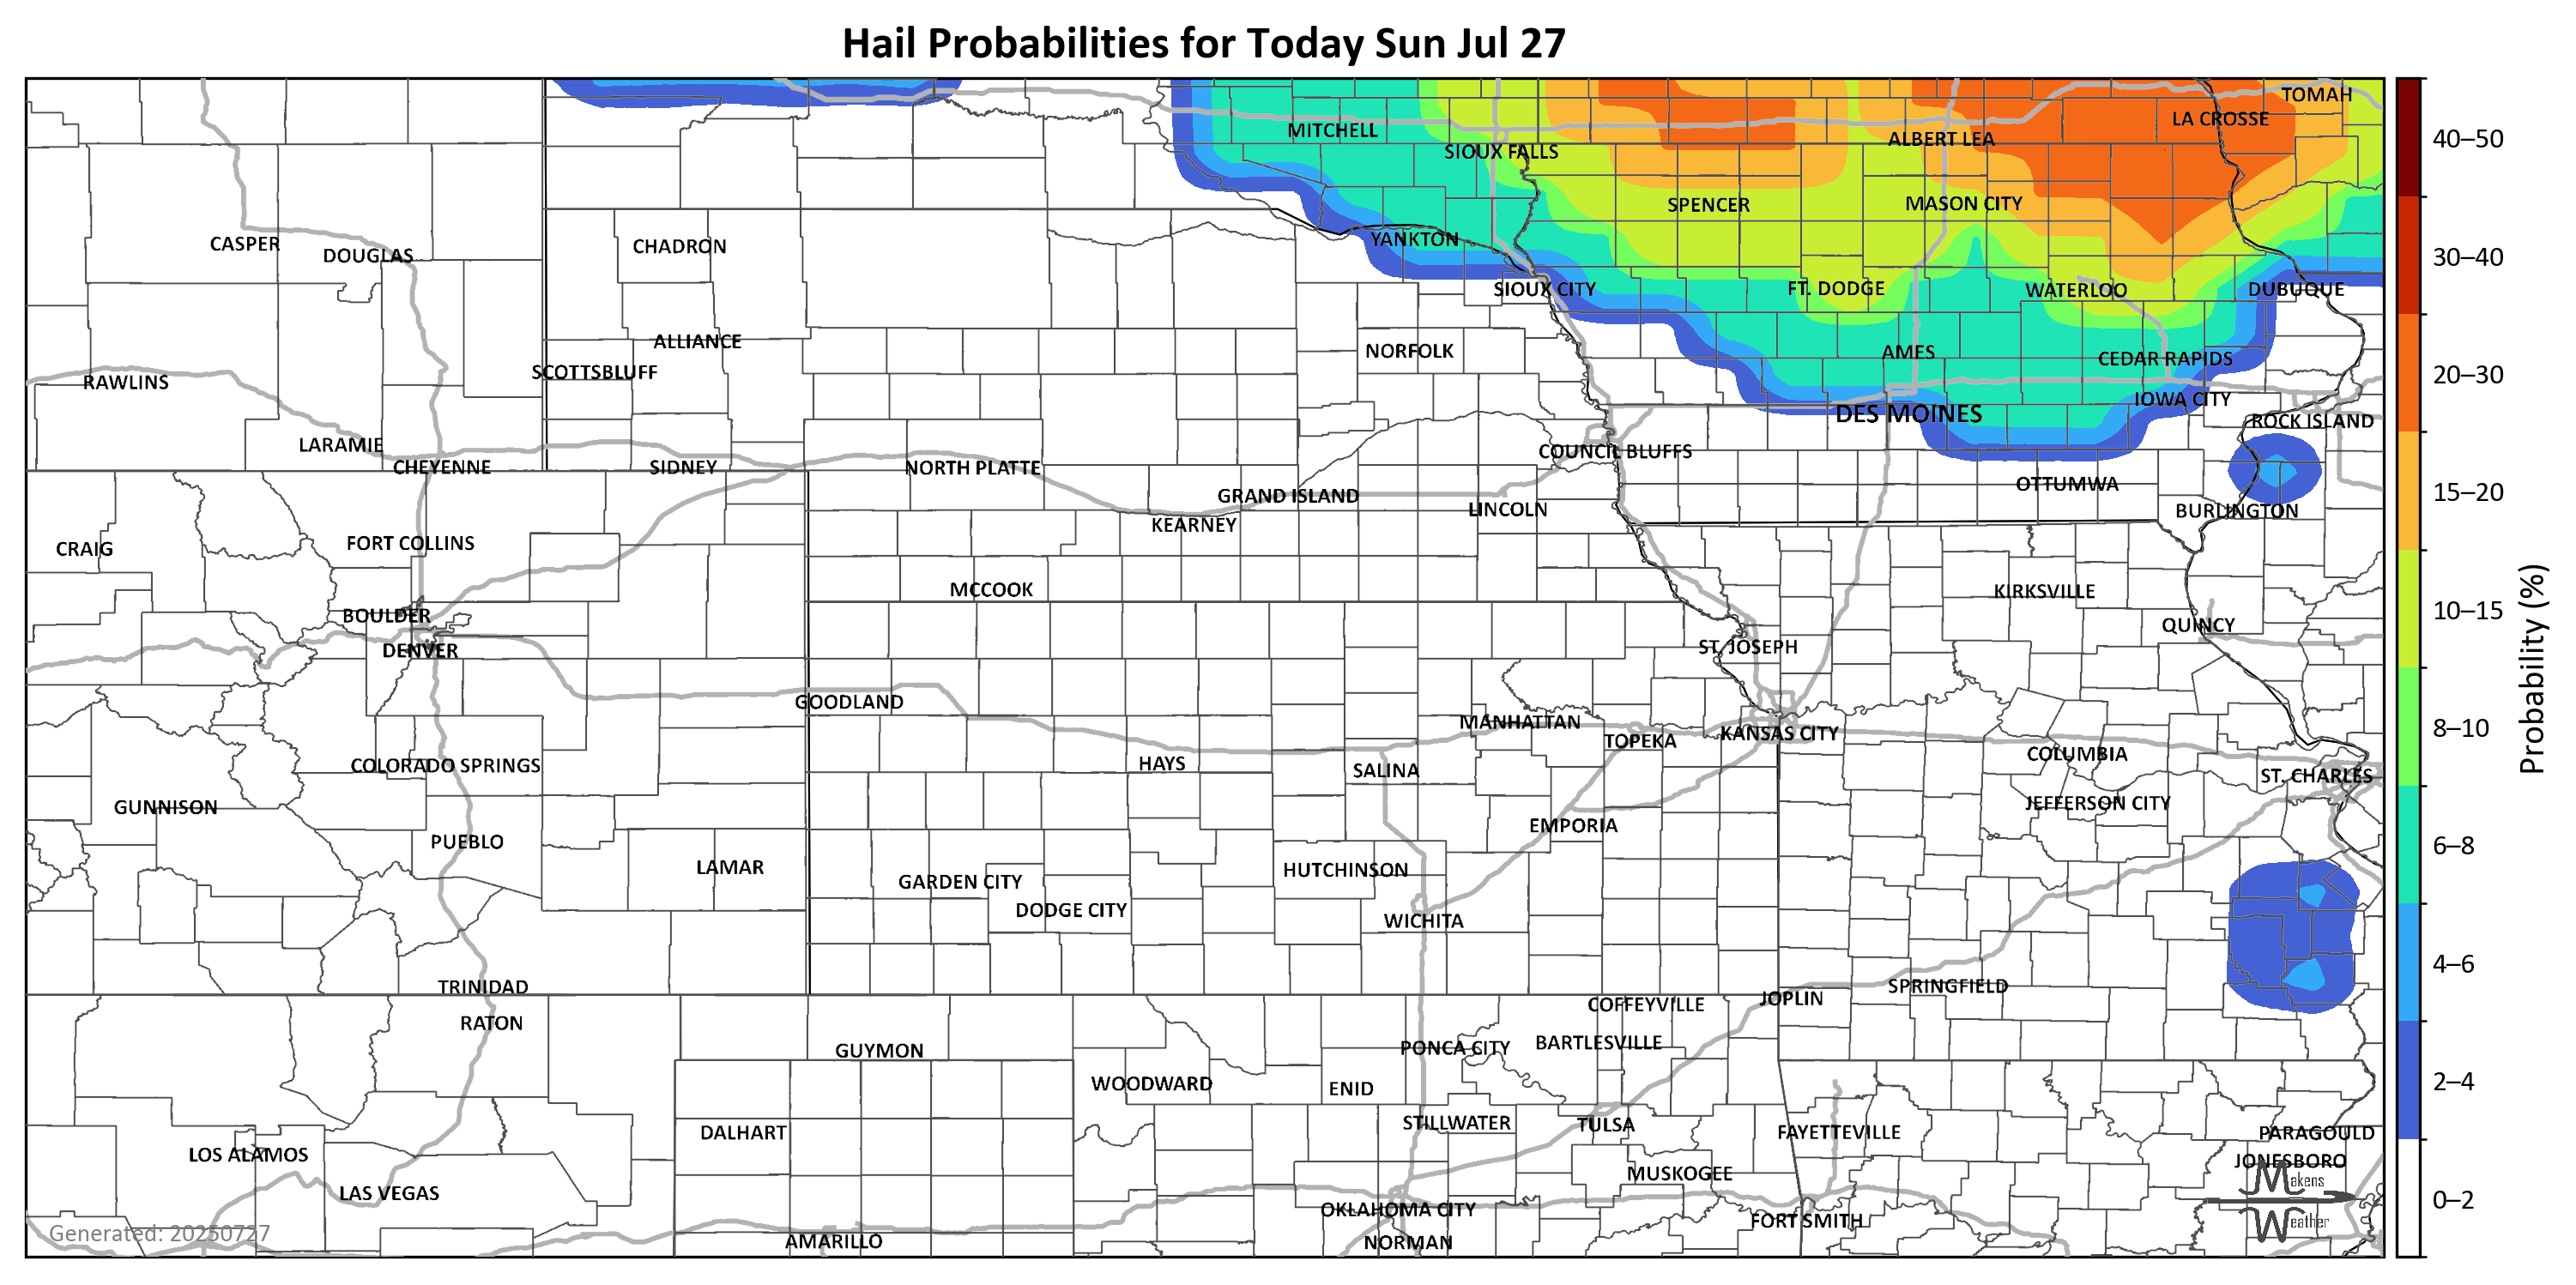 Hail Probabilities for Today Sun Jul 27
TOMAH
LA CROSSE
MITCHELL
ALBERT LEA
SIOUX FALLS
SPENCER
MASON CITY
YANKTON
CASPER
DOUGLAS
CHADRON
SIOUX CITY
FT. DODGE
WATERLOO
DUBUQUE
ALLIANCE
NORFOLK
AMES
CEDAR RAPIDS
SCOTTSBLUFF
RAWLINS
IOWA CITY
DES MOINES
ROCK ISLAND
LARAMIE
COUNCIL BLUFFS
CHEYENNE
SIDNEY
NORTH PLATTE
OTTUMWA
GRAND ISLAND
LINCOLN
BURLINGTON
KEARNEY
CRAIG
FORT COLLINS
MCCOOK
KIRKSVILLE
BOULDER
QUINCY
DENVER
ST. JOSEPH
GOODLAND
MANHATTAN
TOPEKA
KANSAS CITY
COLUMBIA
COLORADO SPRINGS
HAYS
SALINA
ST. CHARLES
GUNNISON
JEFFERSON CITY
PUEBLO
EMPORIA
LAMAR
HUTCHINSON
GARDEN CITY
DODGE CITY
WICHITA
TRINIDAD
SPRINGFIELD
JOPLIN
COFFEYVILLE
RATON
GUYMON
PONCA CITY
BARTLESVILLE
WOODWARD
ENID
STILLWATER
TULSA
DALHART
FAYETTEVILLE
PARAGOULD
LOS ALAMOS
JONESBORO
MUSKOGEE
LAS VEGAS
OKLAHOMA CITY
FORT SMITH
AMARILLO
NORMAN
Generated: 20250727
Makens
Weather
40–50
30–40
20–30
15–20
10–15
8–10
6–8
4–6
2–4
0–2
Probability (%)